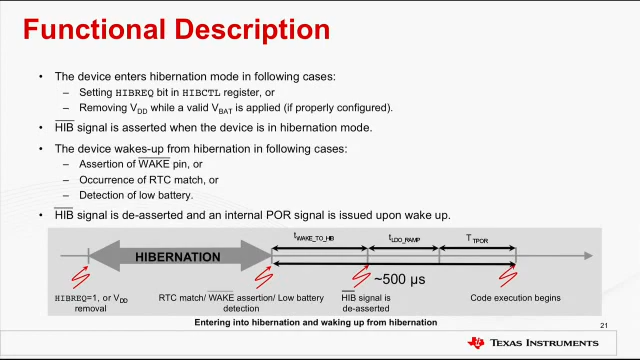 Functional Description
• The device enters hibernation mode in following cases:
– Setting HIBREQ bit in HIBCTL register, or
– Removing VDD while a valid VBAT is applied (if properly configured).
• HIB signal is asserted when the device is in hibernation mode.
• The device wakes-up from hibernation in following cases:
– Assertion of WAKE pin, or
– Occurrence of RTC match, or
– Detection of low battery.
• HIB signal is de-asserted and an internal POR signal is issued upon wake up.
tWAKE_TO_HIB tLDO_RAMP TTPOR
HIBERNATION
~500 µs
HIBREQ=1, or VDD
removal
RTC match/ WAKE assertion/ Low battery
detection
HIB signal is
de-asserted
Code execution begins
Entering into hibernation and waking up from hibernation
21
TEXAS INSTRUMENTS